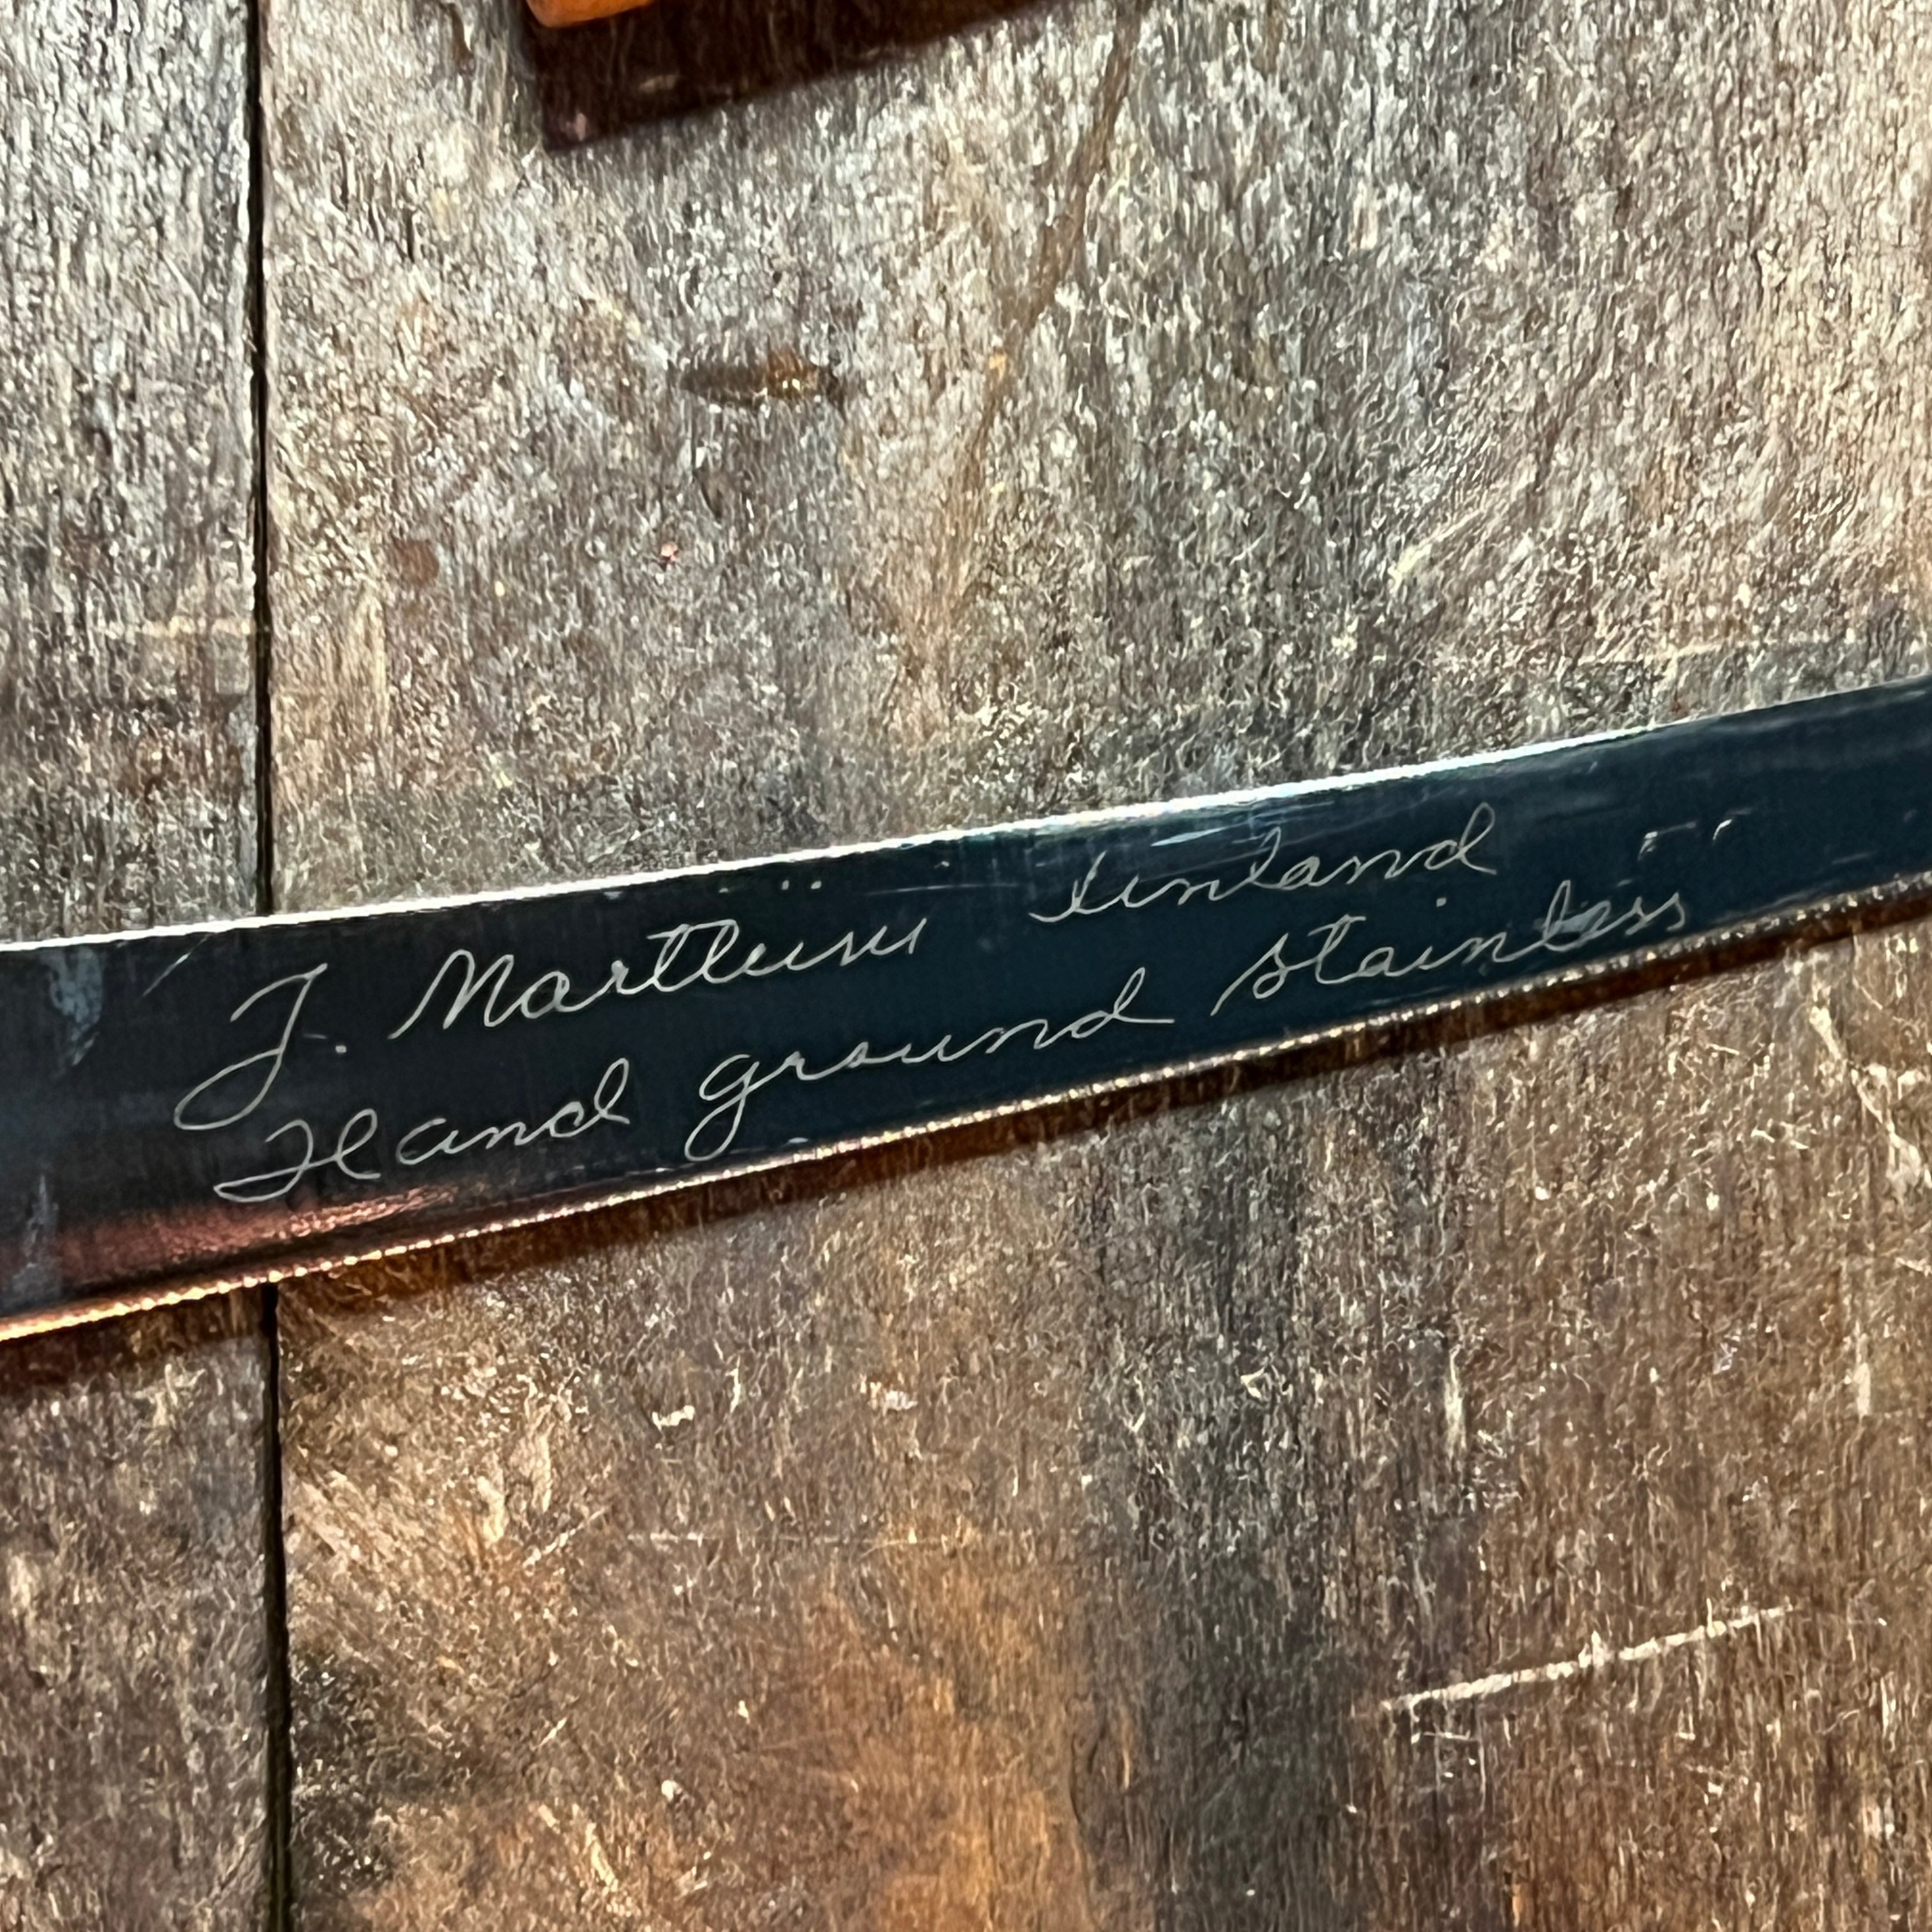 J. Marttiini Finland
Hand ground stainless